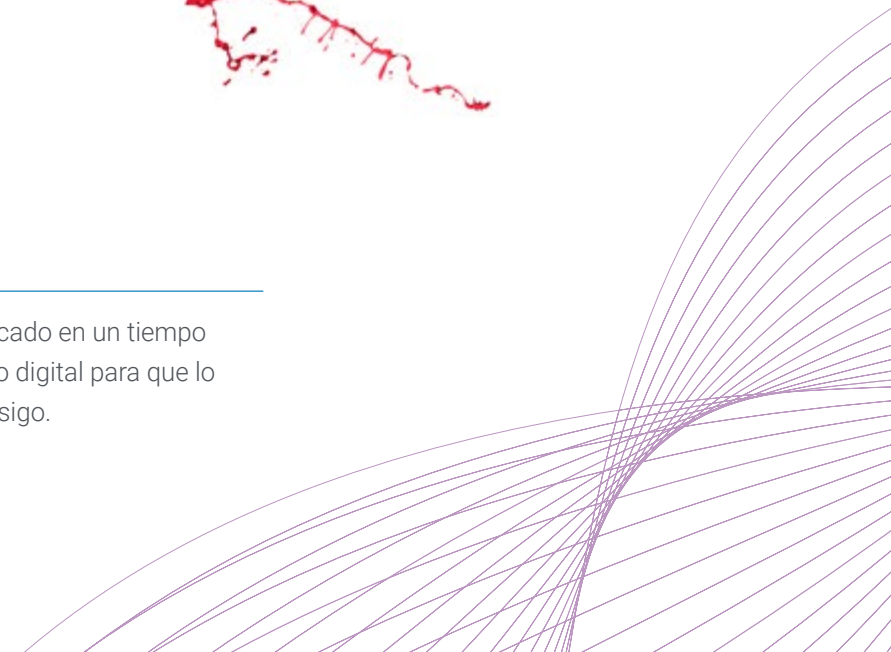 cado en un tiempo
o digital para que lo
sigo.